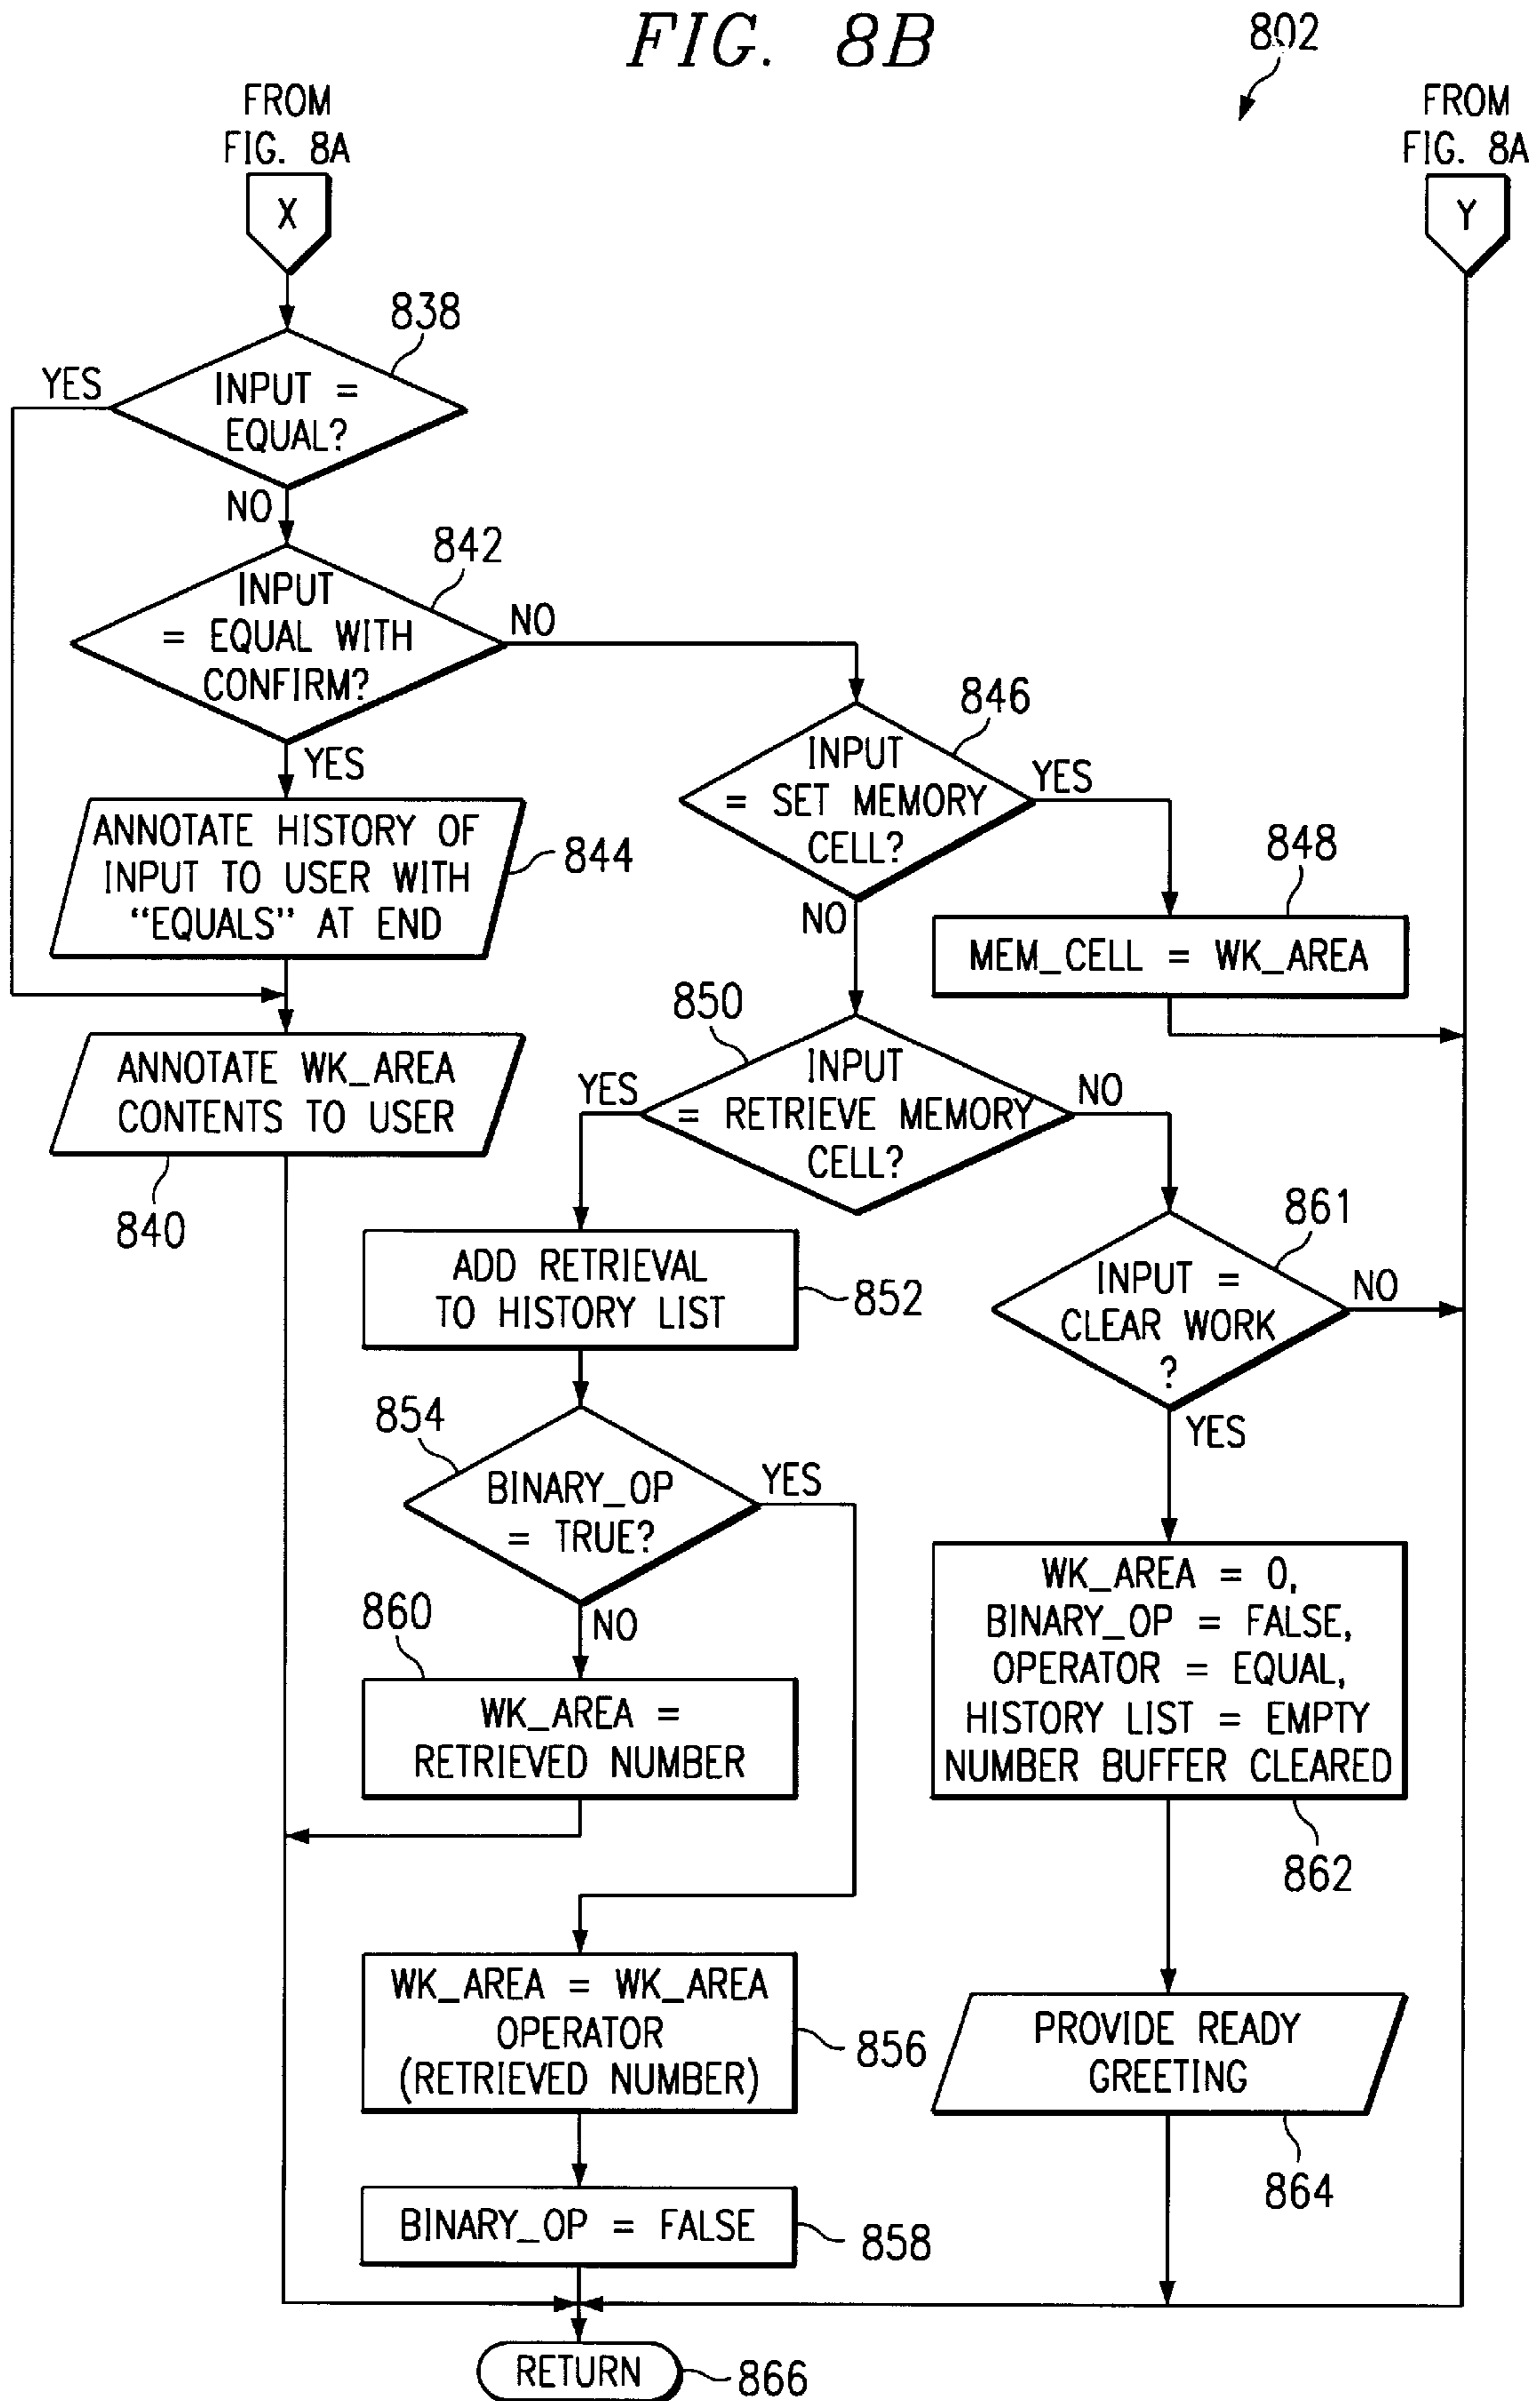 FIG. 8B
802
FROM
FIG. 8A
X
FROM
FIG. 8A
Y
838
YES
INPUT =
EQUAL?
NO
842
INPUT
= EQUAL WITH
CONFIRM?
NO
YES
846
INPUT
= SET MEMORY
CELL?
YES
NO
ANNOTATE HISTORY OF
INPUT TO USER WITH
"EQUALS" AT END
844
848
MEM_CELL = WK_AREA
850
INPUT
= RETRIEVE MEMORY
CELL?
YES
NO
ANNOTATE WK_AREA
CONTENTS TO USER
840
861
INPUT =
CLEAR WORK
?
NO
YES
ADD RETRIEVAL
TO HISTORY LIST
852
854
BINARY_OP
= TRUE?
YES
NO
860
WK_AREA =
RETRIEVED NUMBER
WK_AREA = 0,
BINARY_OP = FALSE,
OPERATOR = EQUAL,
HISTORY LIST = EMPTY
NUMBER BUFFER CLEARED
862
WK_AREA = WK_AREA
OPERATOR
(RETRIEVED NUMBER)
856
PROVIDE READY
GREETING
864
BINARY_OP = FALSE
858
RETURN
866